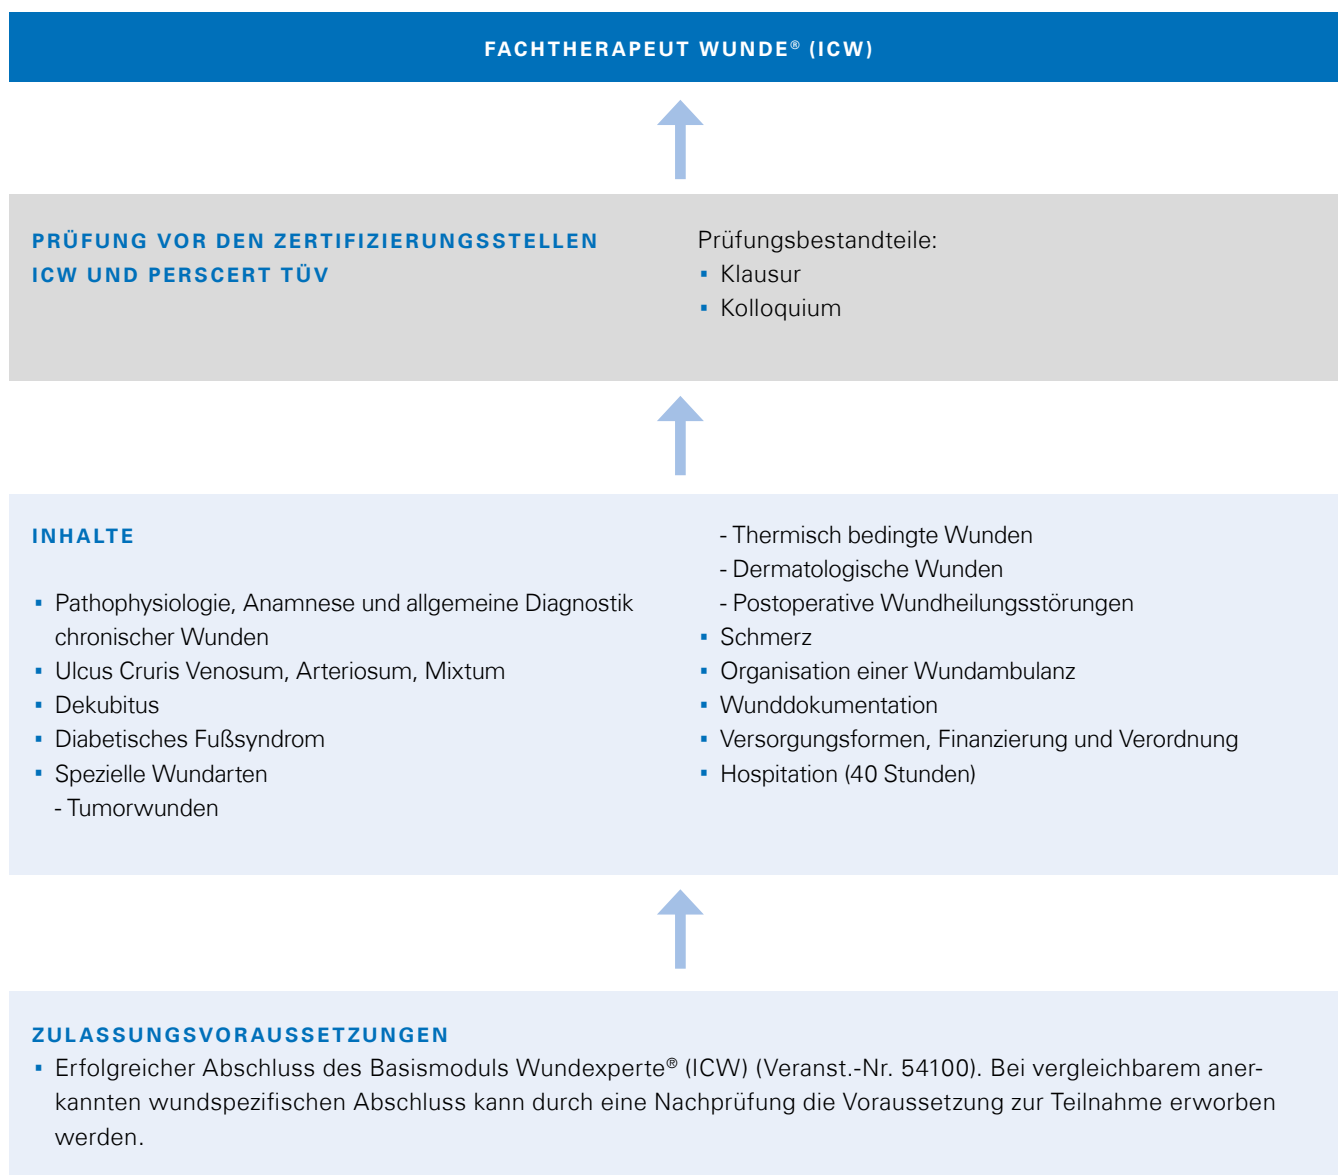 FACHTHERAPEUT WUNDE® (ICW)
PRÜFUNG VOR DEN ZERTIFIZIERUNGSSTELLEN
ICW UND PERSCERT TÜV
Prüfungsbestandteile:
▪ Klausur
▪ Kolloquium
INHALTE
▪ Pathophysiologie, Anamnese und allgemeine Diagnostik
chronischer Wunden
▪ Ulcus Cruris Venosum, Arteriosum, Mixtum
▪ Dekubitus
▪ Diabetisches Fußsyndrom
▪ Spezielle Wundarten
- Tumorwunden
- Thermisch bedingte Wunden
- Dermatologische Wunden
- Postoperative Wundheilungsstörungen
▪ Schmerz
▪ Organisation einer Wundambulanz
▪ Wunddokumentation
▪ Versorgungsformen, Finanzierung und Verordnung
▪ Hospitation (40 Stunden)
ZULASSUNGSVORAUSSETZUNGEN
▪ Erfolgreicher Abschluss des Basismoduls Wundexperte® (ICW) (Veranst.-Nr. 54100). Bei vergleichbarem aner-
kannten wundspezifischen Abschluss kann durch eine Nachprüfung die Voraussetzung zur Teilnahme erworben
werden.